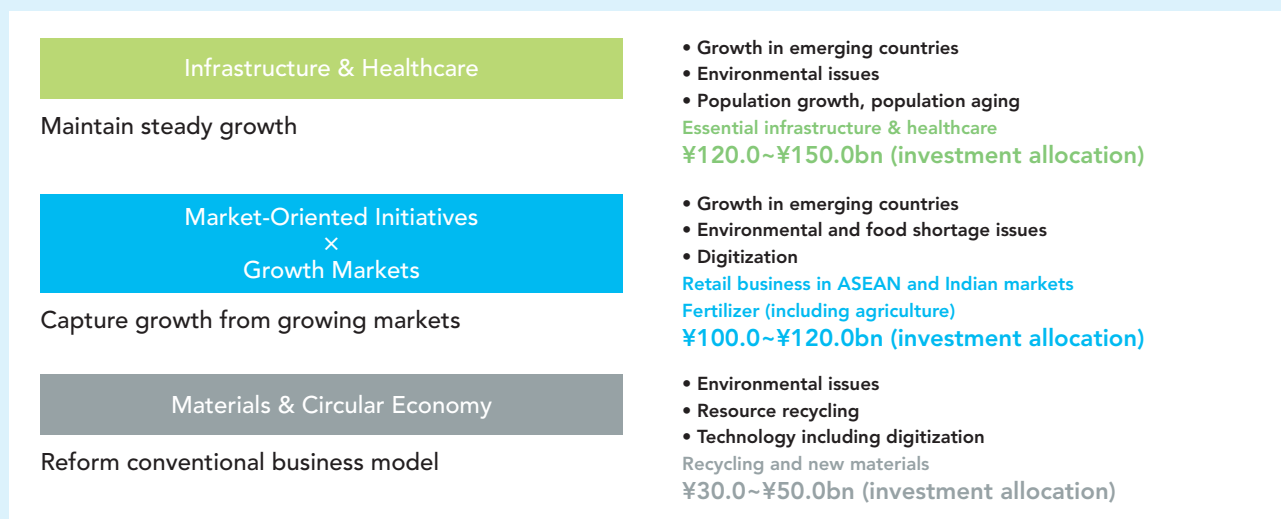 Infrastructure & Healthcare
Maintain steady growth
• Growth in emerging countries
• Environmental issues
• Population growth, population aging
Essential infrastructure & healthcare
¥120.0~¥150.0bn (investment allocation)
Market-Oriented Initiatives
×
Growth Markets
Capture growth from growing markets
• Growth in emerging countries
• Environmental and food shortage issues
• Digitization
Retail business in ASEAN and Indian markets
Fertilizer (including agriculture)
¥100.0~¥120.0bn (investment allocation)
Materials & Circular Economy
Reform conventional business model
• Environmental issues
• Resource recycling
• Technology including digitization
Recycling and new materials
¥30.0~¥50.0bn (investment allocation)